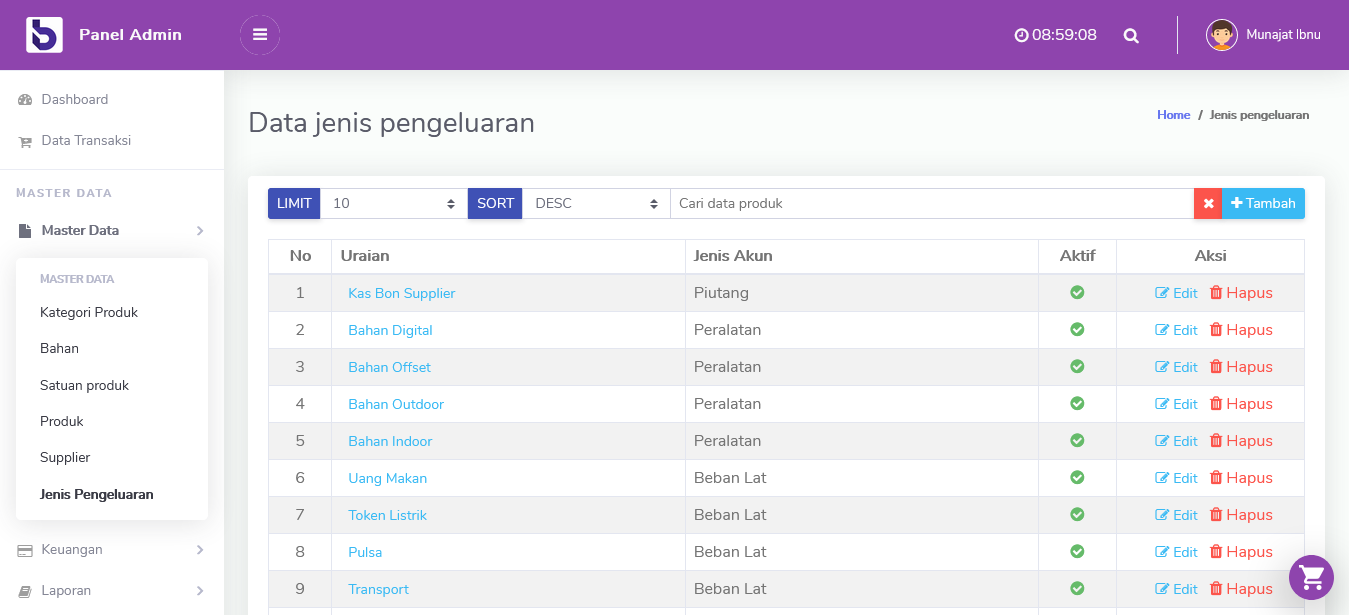 Panel Admin
08:59:08
Munajat Ibnu
Dashboard
Data Transaksi
MASTER DATA
Master Data
MASTER DATA
Kategori Produk
Bahan
Satuan produk
Produk
Supplier
Jenis Pengeluaran
Keuangan
Laporan
Data jenis pengeluaran
Home / Jenis pengeluaran
LIMIT 10 SORT DESC Cari data produk Tambah
No Uraian Jenis Akun Aktif Aksi
1 Kas Bon Supplier Piutang Edit Hapus
2 Bahan Digital Peralatan Edit Hapus
3 Bahan Offset Peralatan Edit Hapus
4 Bahan Outdoor Peralatan Edit Hapus
5 Bahan Indoor Peralatan Edit Hapus
6 Uang Makan Beban Lat Edit Hapus
7 Token Listrik Beban Lat Edit Hapus
8 Pulsa Beban Lat Edit Hapus
9 Transport Beban Lat Edit Hapus